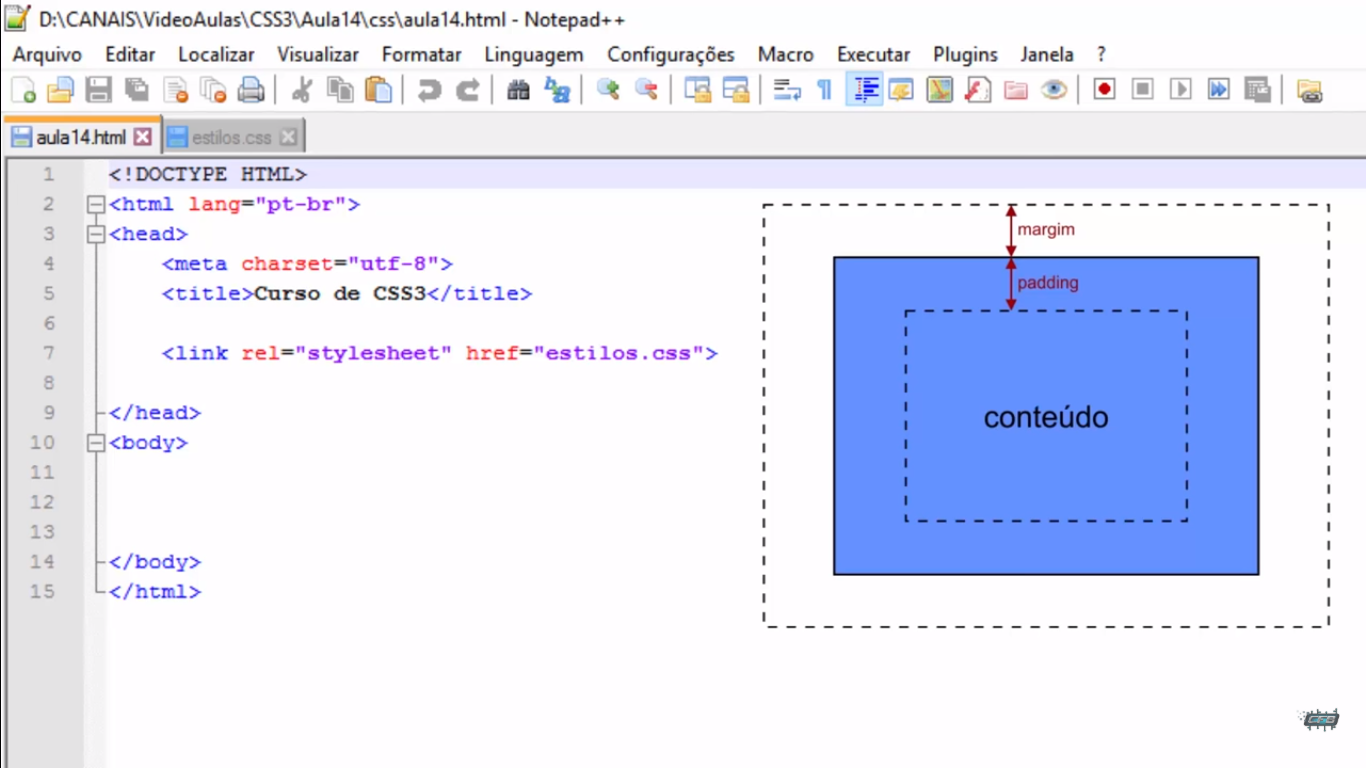 D:\CANAIS\VideoAulas\CSS3\Aula14\css\aula14.html - Notepad++
Arquivo Editar Localizar Visualizar Formatar Linguagem Configurações Macro Executar Plugins Janela ?
aula14.html estilos.css
1 <!DOCTYPE HTML>
2 <html lang="pt-br">
3 <head>
4 <meta charset="utf-8">
5 <title>Curso de CSS3</title>
6
7 <link rel="stylesheet" href="estilos.css">
8
9 </head>
10 <body>
11
12
13
14 </body>
15 </html>
margim
padding
conteúdo